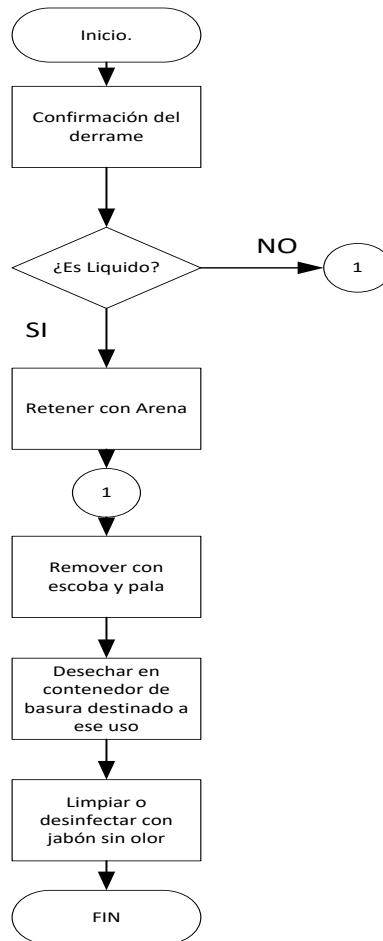 Inicio.
Confirmación del
derrame
¿Es Liquido?
NO
1
SI
Retener con Arena
1
Remover con
escoba y pala
Desechar en
contenedor de
basura destinado a
ese uso
Limpiar o
desinfectar con
jabón sin olor
FIN